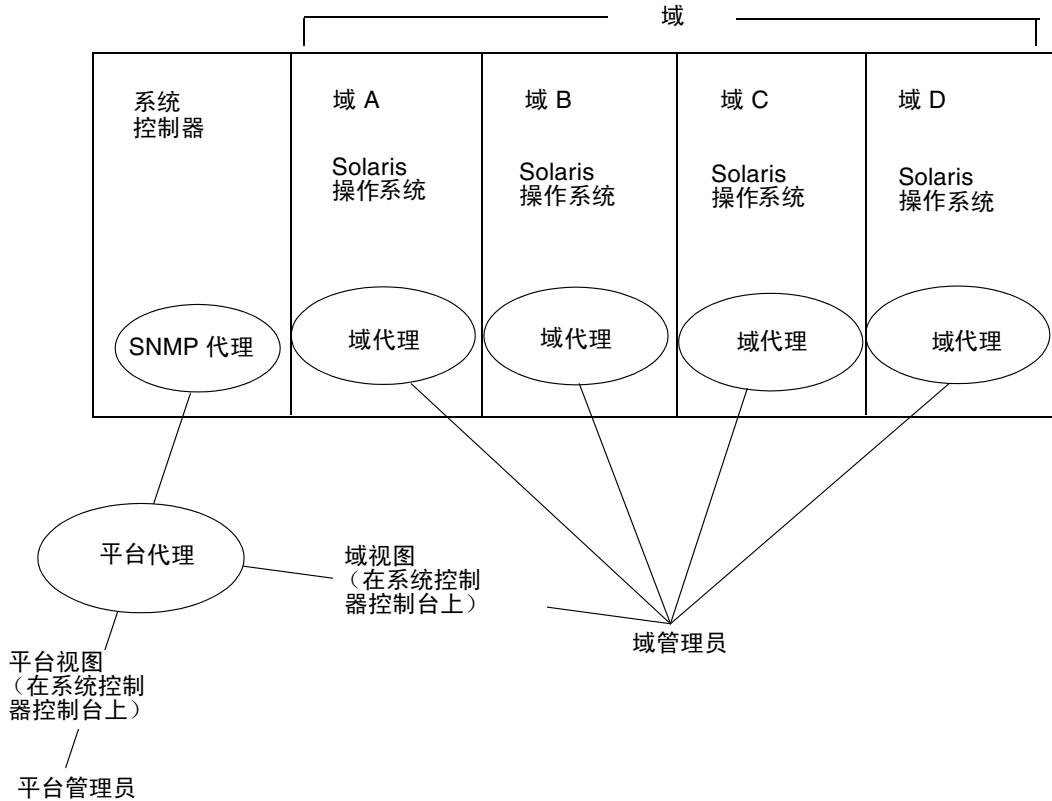 域
系统
控制器
域 A
域 B
域 C
域 D
Solaris
操作系统
Solaris
操作系统
Solaris
操作系统
Solaris
操作系统
SNMP 代理
域代理
域代理
域代理
域代理
平台代理
域视图
（在系统控制
器控制台上）
域管理员
平台视图
（在系统控制
器控制台上）
平台管理员